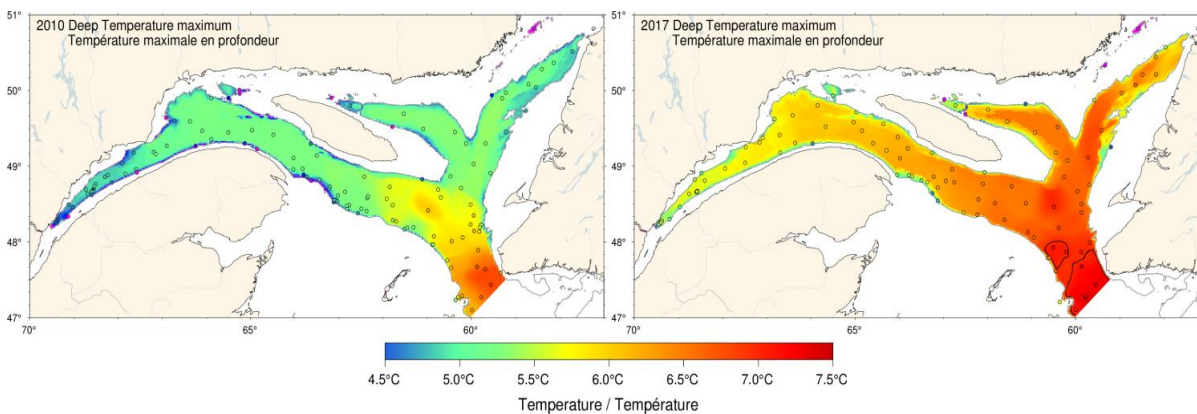 2010 Deep Temperature maximum
Température maximale en profondeur
2017 Deep Temperature maximum
Température maximale en profondeur
51°
50°
49°
48°
47°
70°
65°
60°
51°
50°
49°
48°
47°
70°
65°
60°
4.5°C 5.0°C 5.5°C 6.0°C 6.5°C 7.0°C 7.5°C
Temperature / Température